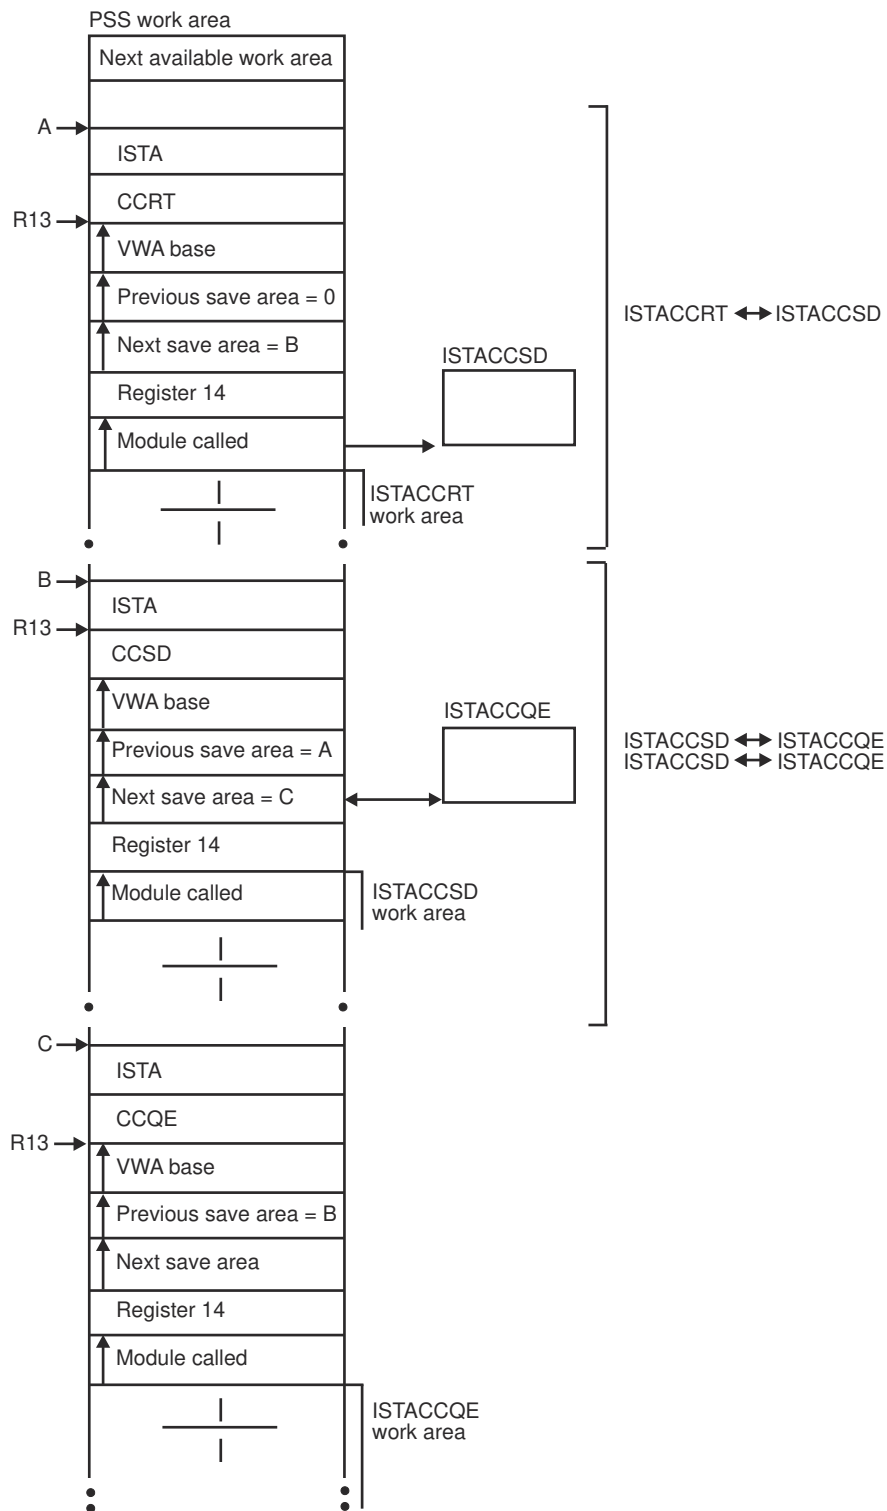 PSS work area
Next available work area
A
ISTA
CCRT
R13
VWA base
Previous save area = 0
Next save area = B
Register 14
Module called
ISTACCSD
ISTACCRT
work area
ISTACCRT ISTACCSD
B
ISTA
R13
CCSD
VWA base
Previous save area = A
Next save area = C
Register 14
Module called
ISTACCQE
ISTACCSD
work area
ISTACCSD ISTACCQE
ISTACCSD ISTACCQE
C
ISTA
CCQE
R13
VWA base
Previous save area = B
Next save area
Register 14
Module called
ISTACCQE
work area